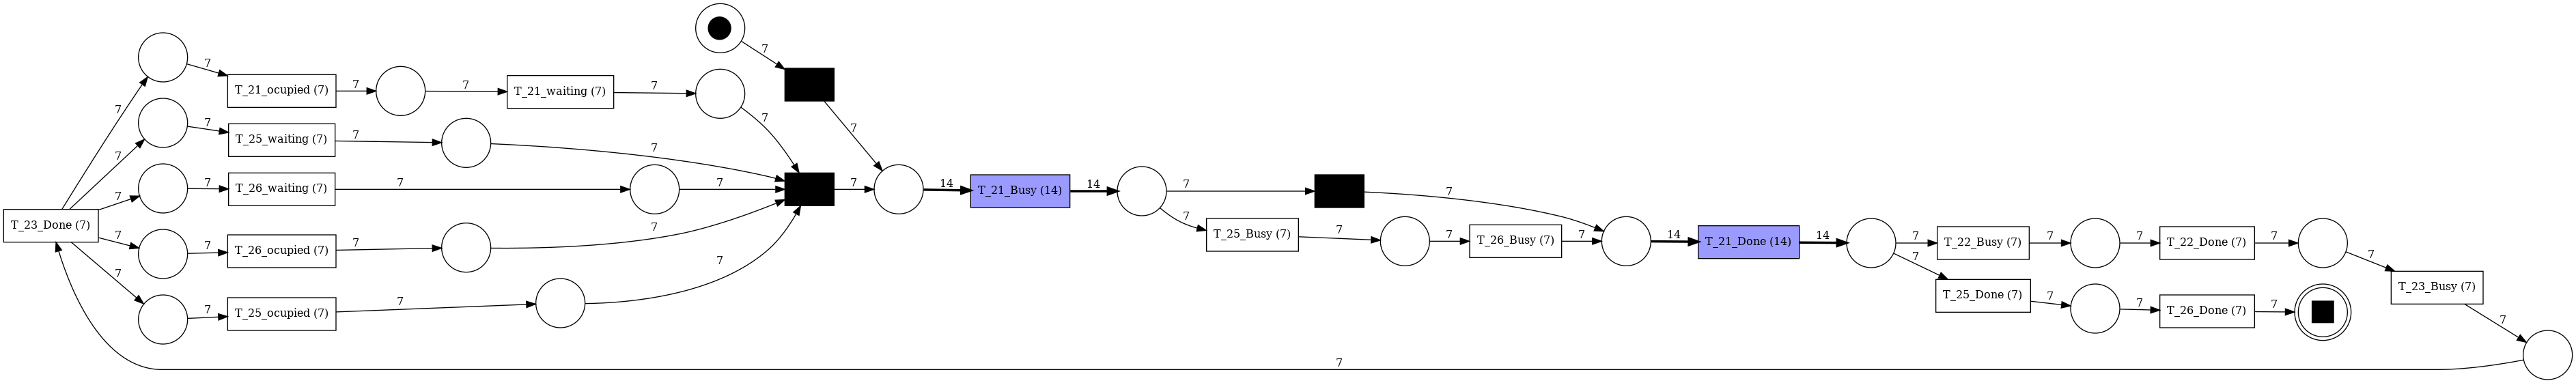 7
7
T_21_ocupied (7)
7
7
T_21_waiting (7)
7
7
7
7
7
T_25_waiting (7)
7
7
7
7
T_26_waiting (7)
7
7
7
14
T_21_Busy (14)
14
7
7
T_23_Done (7)
7
7
T_26_ocupied (7)
7
7
7
T_25_Busy (7)
7
7
T_26_Busy (7)
7
14
T_21_Done (14)
14
7
T_22_Busy (7)
7
7
T_22_Done (7)
7
7
T_23_Busy (7)
7
7
7
T_25_ocupied (7)
7
7
7
T_25_Done (7)
7
7
T_26_Done (7)
7
7